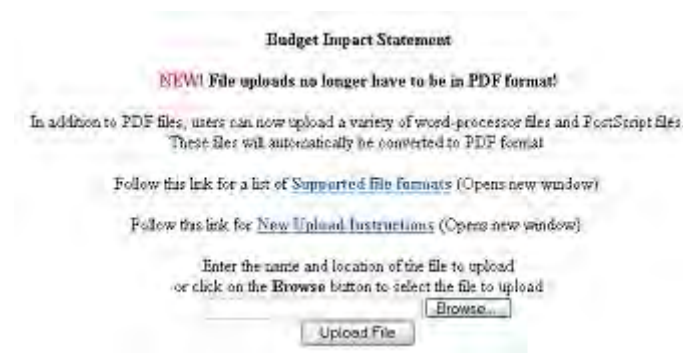 Budget Impact Statement
NEW! File uploads no longer have to be in PDF format!
In addition to PDF files, users can now upload a variety of word-processor files and PostScript files
These files will automatically be converted to PDF format
Follow this link for a list of Supported file formats (Opens new window)
Follow this link for New Upload Instructions (Opens new window)
Enter the name and location of the file to upload
or click on the Browse button to select the file to upload
Browse...
Upload File